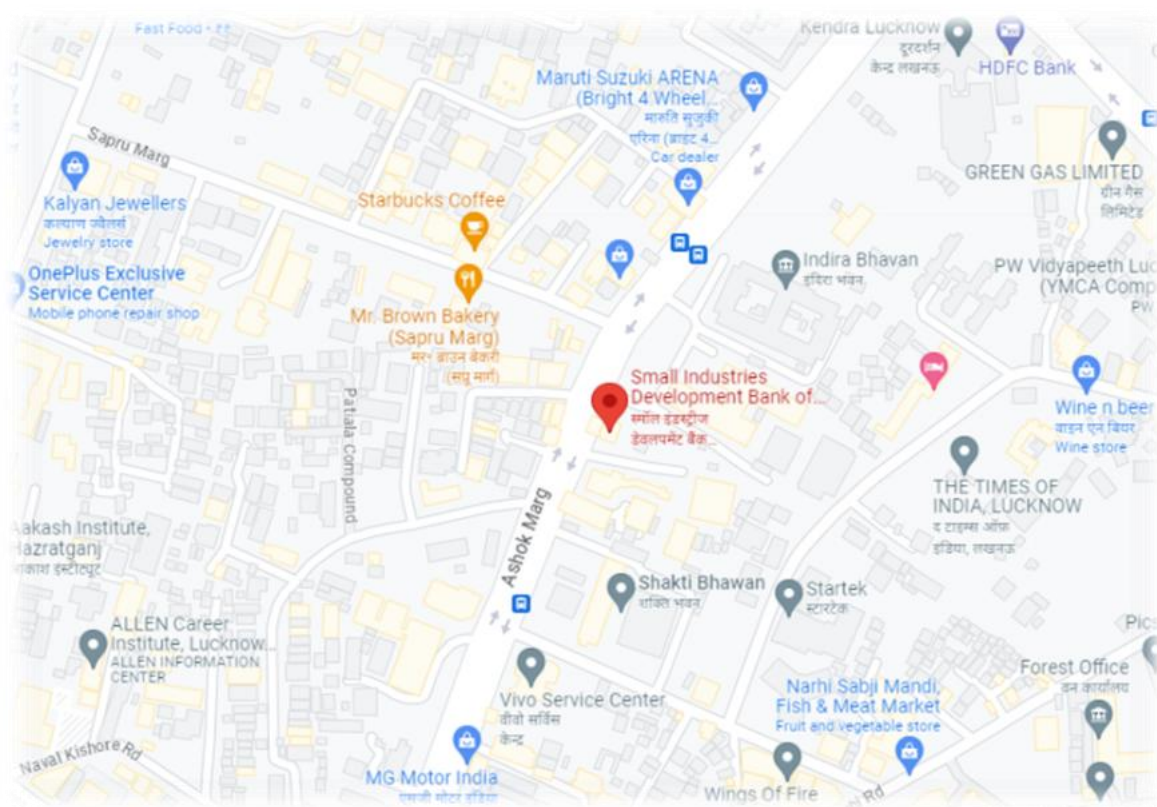 Fast Food · ₹₹
Kendra Lucknow
दूरदर्शन
केन्द्र लखनऊ
HDFC Bank
Maruti Suzuki ARENA
(Bright 4 Wheel...
मारुति सुजुकी
एरिना (ब्राइट 4...
Car dealer
Sapru Marg
GREEN GAS LIMITED
ग्रीन गैस
लिमिटेड
Kalyan Jewellers
कल्याण ज्वैलर्स
Jewelry store
Starbucks Coffee
Indira Bhavan
इंदिरा भवन
OnePlus Exclusive
Service Center
Mobile phone repair shop
PW Vidyapeeth Luc
(YMCA Comp
PW
Mr. Brown Bakery
(Sapru Marg)
मर॰ ब्राउन बेकरी
(सप्रू मार्ग)
Small Industries
Development Bank of...
स्मॉल इंडस्ट्रीज
डेवलपमेंट बैंक...
Patiala Compound
Wine n beer
वाइन एन बियर
Wine store
THE TIMES OF
INDIA, LUCKNOW
द टाइम्स ऑफ़
इंडिया, लखनऊ
Ashok Marg
Aakash Institute,
Hazratganj
Shakti Bhawan
शक्ति भवन
Startek
स्टारटेक
ALLEN Career
Institute, Lucknow...
ALLEN INFORMATION
CENTER
Pics
Forest Office
वन कार्यालय
Vivo Service Center
वीवो सर्विस
केन्द्र
Narhi Sabji Mandi,
Fish & Meat Market
Fruit and vegetable store
Naval Kishore Rd
MG Motor India
एमजी मोटर इंडिया
Wings Of Fire
Rd